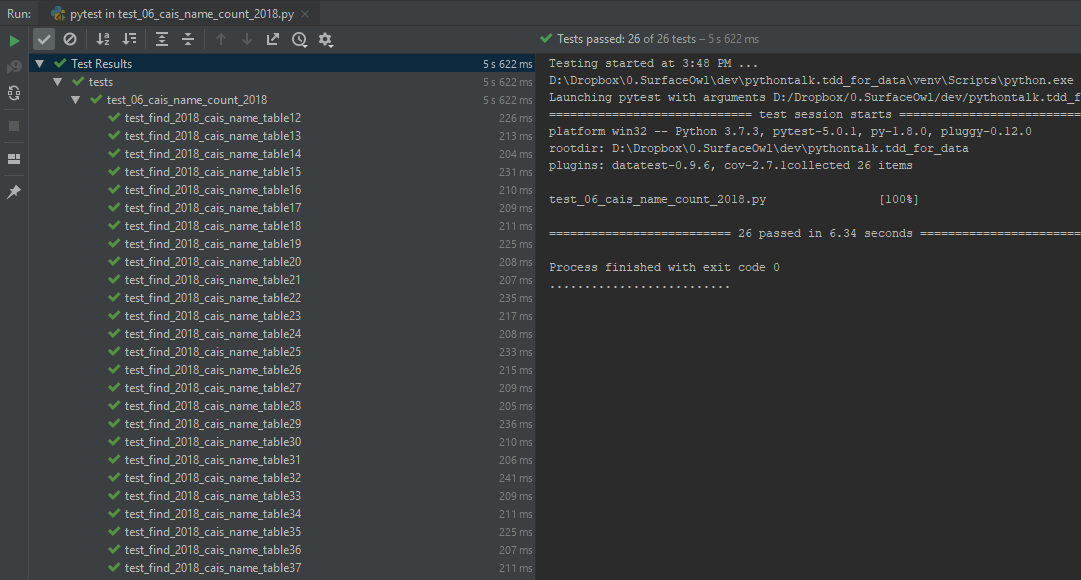 Run: pytest in test_06_cais_name_count_2018.py ×
Tests passed: 26 of 26 tests – 5 s 622 ms
Test Results 5 s 622 ms
tests 5 s 622 ms
test_06_cais_name_count_2018 5 s 622 ms
test_find_2018_cais_name_table12 226 ms
test_find_2018_cais_name_table13 213 ms
test_find_2018_cais_name_table14 204 ms
test_find_2018_cais_name_table15 231 ms
test_find_2018_cais_name_table16 210 ms
test_find_2018_cais_name_table17 209 ms
test_find_2018_cais_name_table18 211 ms
test_find_2018_cais_name_table19 225 ms
test_find_2018_cais_name_table20 208 ms
test_find_2018_cais_name_table21 207 ms
test_find_2018_cais_name_table22 235 ms
test_find_2018_cais_name_table23 217 ms
test_find_2018_cais_name_table24 208 ms
test_find_2018_cais_name_table25 233 ms
test_find_2018_cais_name_table26 215 ms
test_find_2018_cais_name_table27 209 ms
test_find_2018_cais_name_table28 205 ms
test_find_2018_cais_name_table29 236 ms
test_find_2018_cais_name_table30 210 ms
test_find_2018_cais_name_table31 206 ms
test_find_2018_cais_name_table32 241 ms
test_find_2018_cais_name_table33 209 ms
test_find_2018_cais_name_table34 211 ms
test_find_2018_cais_name_table35 225 ms
test_find_2018_cais_name_table36 207 ms
test_find_2018_cais_name_table37 211 ms
Testing started at 3:48 PM ...
D:\Dropbox\0.SurfaceOwl\dev\pythontalk.tdd_for_data\venv\Scripts\python.exe
Launching pytest with arguments D:/Dropbox/0.SurfaceOwl/dev/pythontalk.tdd_f
============================= test session starts ==========================
platform win32 -- Python 3.7.3, pytest-5.0.1, py-1.8.0, pluggy-0.12.0
rootdir: D:\Dropbox\0.SurfaceOwl\dev\pythontalk.tdd_for_data
plugins: datatest-0.9.6, cov-2.7.1collected 26 items
test_06_cais_name_count_2018.py [100%]
========================== 26 passed in 6.34 seconds =======================
Process finished with exit code 0
..........................